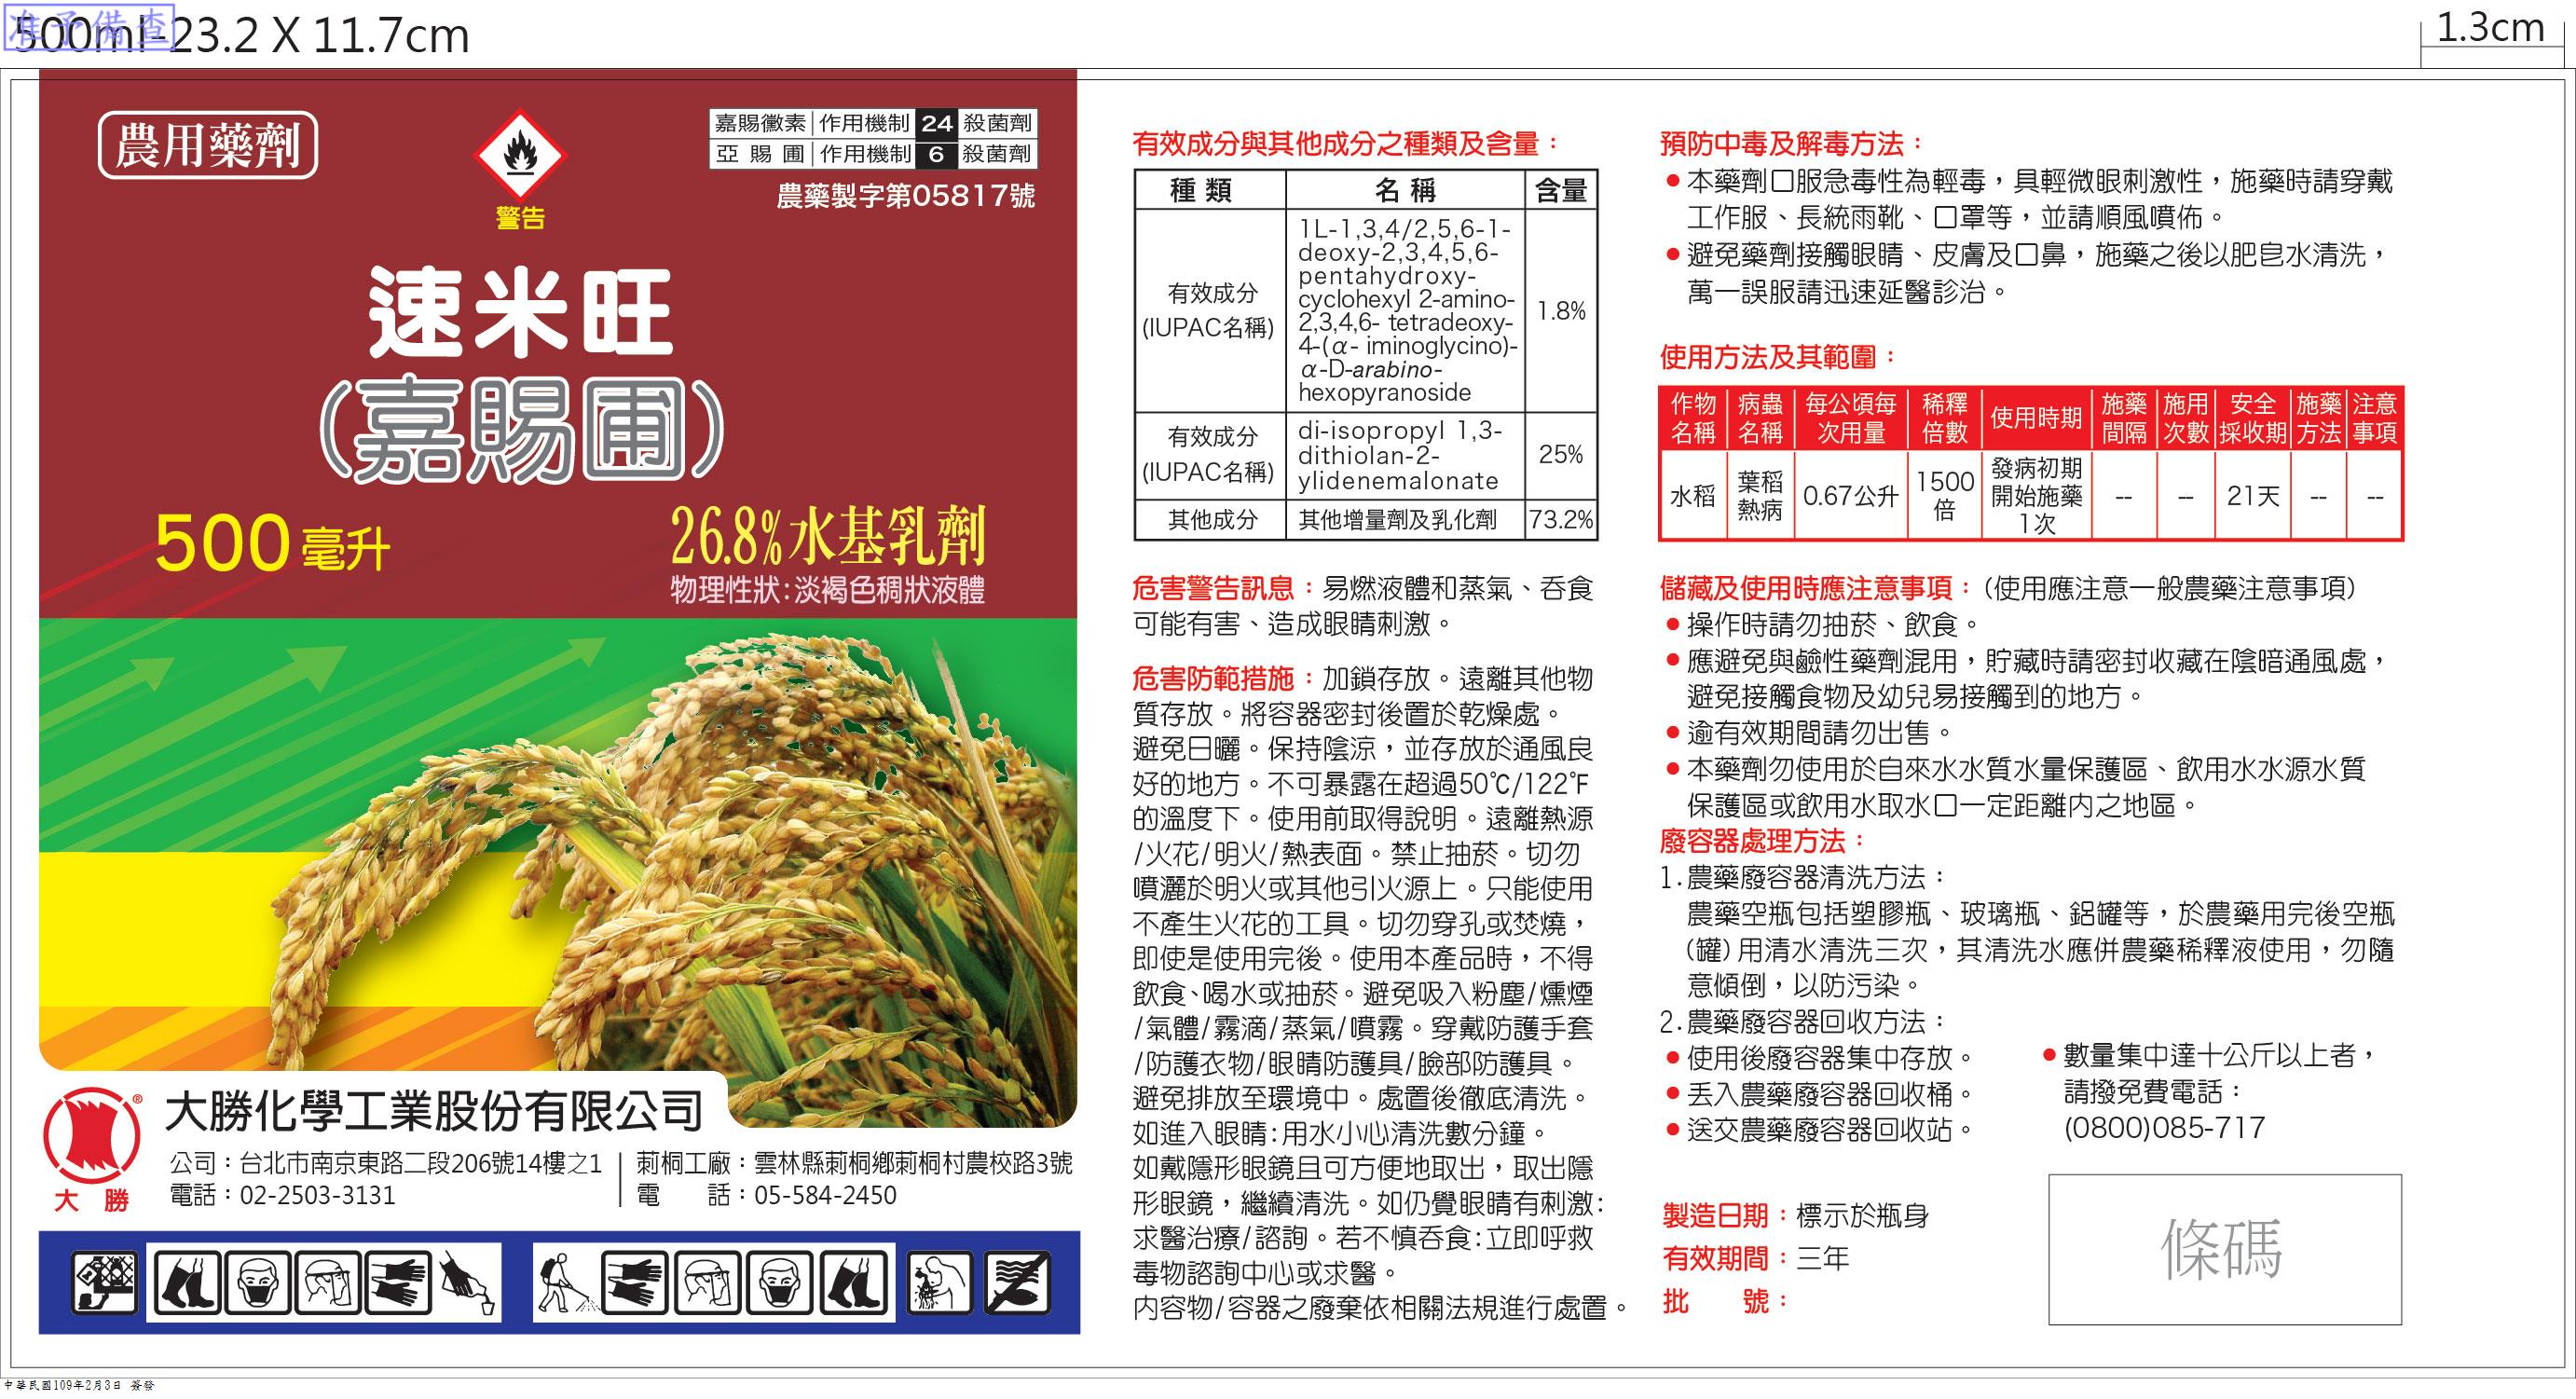 准予備查
500ml-23.2 X 11.7cm
1.3cm
農用藥劑
警告
嘉賜黴素 作用機制 24 殺菌劑
亞賜圃 作用機制 6 殺菌劑
農藥製字第05817號
速米旺
(嘉賜圃)
500毫升
26.8%水基乳劑
物理性狀:淡褐色稠狀液體
®
大勝
大勝化學工業股份有限公司
公司：台北市南京東路二段206號14樓之1
電話：02-2503-3131
莿桐工廠：雲林縣莿桐鄉莿桐村農校路3號
電 話：05-584-2450
有效成分與其他成分之種類及含量：
種類 名稱 含量
有效成分
(IUPAC名稱)
1L-1,3,4/2,5,6-1-
deoxy-2,3,4,5,6-
pentahydroxy-
cyclohexyl 2-amino-
2,3,4,6- tetradeoxy-
4-(α- iminoglycino)-
α-D-arabino-
hexopyranoside
1.8%
有效成分
(IUPAC名稱)
di-isopropyl 1,3-
dithiolan-2-
ylidenemalonate
25%
其他成分 其他增量劑及乳化劑 73.2%
危害警告訊息：易燃液體和蒸氣、吞食
可能有害、造成眼睛刺激。
危害防範措施：加鎖存放。遠離其他物
質存放。將容器密封後置於乾燥處。
避免日曬。保持陰涼，並存放於通風良
好的地方。不可暴露在超過50℃/122℉
的溫度下。使用前取得說明。遠離熱源
/火花/明火/熱表面。禁止抽菸。切勿
噴灑於明火或其他引火源上。只能使用
不產生火花的工具。切勿穿孔或焚燒，
即使是使用完後。使用本產品時，不得
飲食、喝水或抽菸。避免吸入粉塵/燻煙
/氣體/霧滴/蒸氣/噴霧。穿戴防護手套
/防護衣物/眼睛防護具/臉部防護具。
避免排放至環境中。處置後徹底清洗。
如進入眼睛:用水小心清洗數分鐘。
如戴隱形眼鏡且可方便地取出，取出隱
形眼鏡，繼續清洗。如仍覺眼睛有刺激:
求醫治療/諮詢。若不慎吞食:立即呼救
毒物諮詢中心或求醫。
內容物/容器之廢棄依相關法規進行處置。
預防中毒及解毒方法：
●本藥劑口服急毒性為輕毒，具輕微眼刺激性，施藥時請穿戴
工作服、長統雨靴、口罩等，並請順風噴佈。
●避免藥劑接觸眼睛、皮膚及口鼻，施藥之後以肥皂水清洗，
萬一誤服請迅速延醫診治。
使用方法及其範圍：
作物名稱 病蟲名稱 每公頃每次用量 稀釋倍數 使用時期 施藥間隔 施用次數 安全採收期 施藥方法 注意事項
水稻 葉稻熱病 0.67公升 1500倍 發病初期開始施藥1次 -- -- 21天 -- --
儲藏及使用時應注意事項：(使用應注意一般農藥注意事項)
●操作時請勿抽菸、飲食。
●應避免與鹼性藥劑混用，貯藏時請密封收藏在陰暗通風處，
避免接觸食物及幼兒易接觸到的地方。
●逾有效期間請勿出售。
●本藥劑勿使用於自來水水質水量保護區、飲用水水源水質
保護區或飲用水取水口一定距離內之地區。
廢容器處理方法：
1.農藥廢容器清洗方法：
農藥空瓶包括塑膠瓶、玻璃瓶、鋁罐等，於農藥用完後空瓶
(罐)用清水清洗三次，其清洗水應併農藥稀釋液使用，勿隨
意傾倒，以防污染。
2.農藥廢容器回收方法：
●使用後廢容器集中存放。
●丟入農藥廢容器回收桶。
●送交農藥廢容器回收站。
●數量集中達十公斤以上者，
請撥免費電話：
(0800)085-717
製造日期：標示於瓶身
有效期間：三年
批 號：
條碼
中華民國109年2月3日 簽發